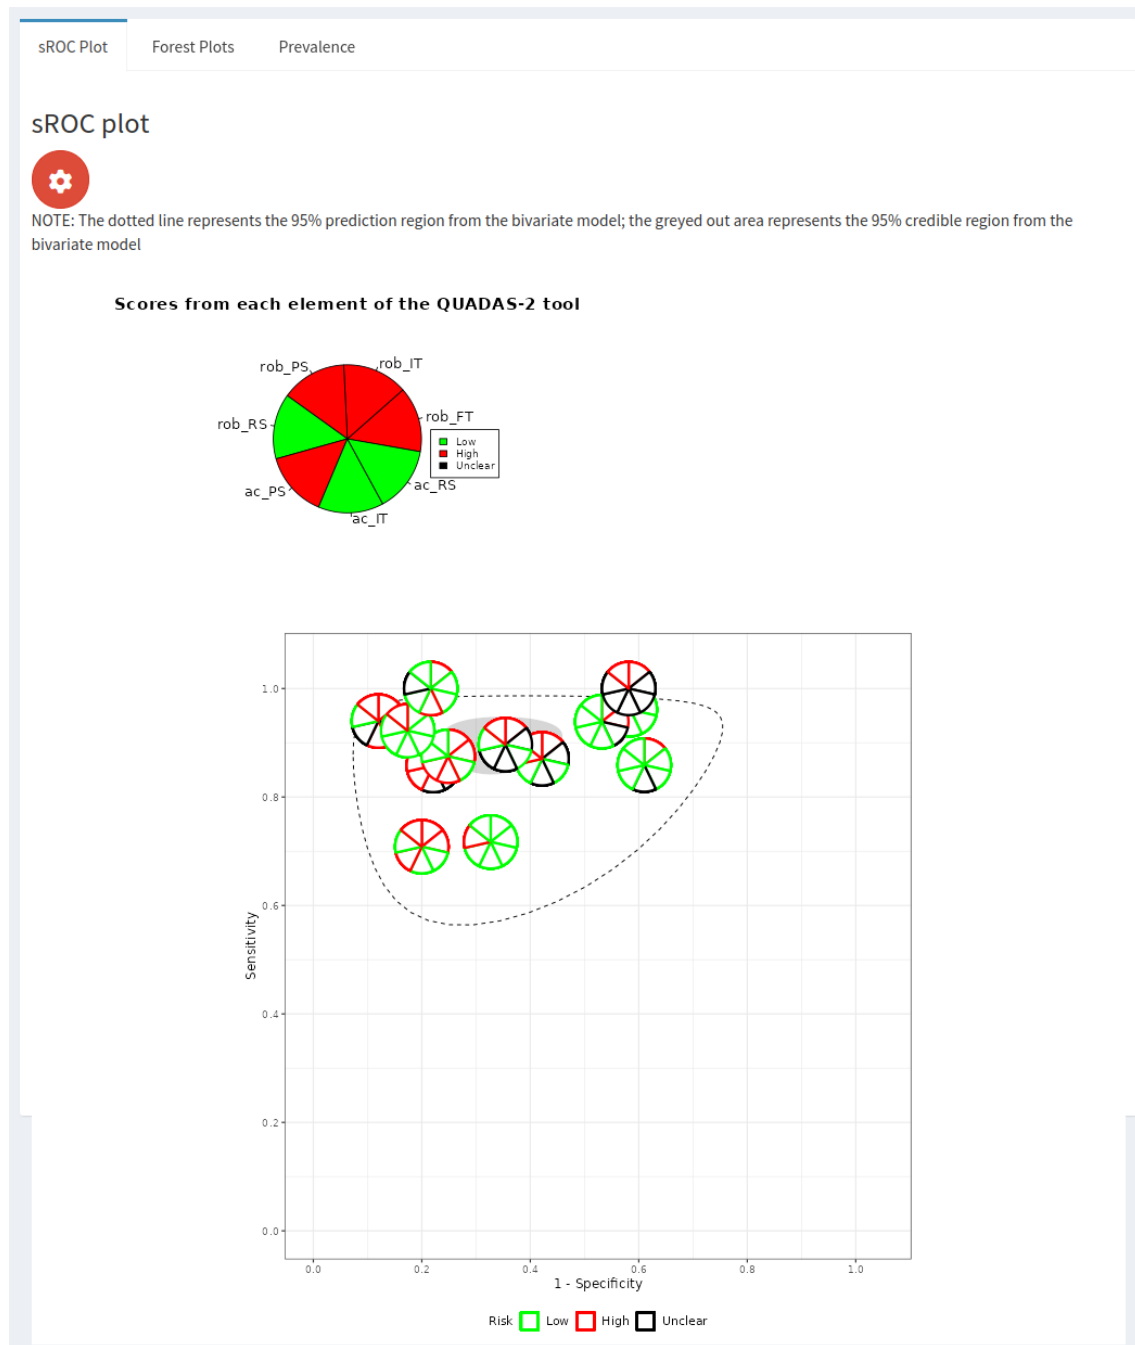 sROC Plot Forest Plots Prevalence
sROC plot
NOTE: The dotted line represents the 95% prediction region from the bivariate model; the greyed out area represents the 95% credible region from the
bivariate model
Scores from each element of the QUADAS-2 tool
rob_PS rob_IT
rob_RS rob_FT
Low
High
Unclear
ac_PS ac_RS
ac_IT
1.0
0.8
0.6
Sensitivity
0.4
0.2
0.0
0.0 0.2 0.4 0.6 0.8 1.0
1 - Specificity
Risk Low High Unclear